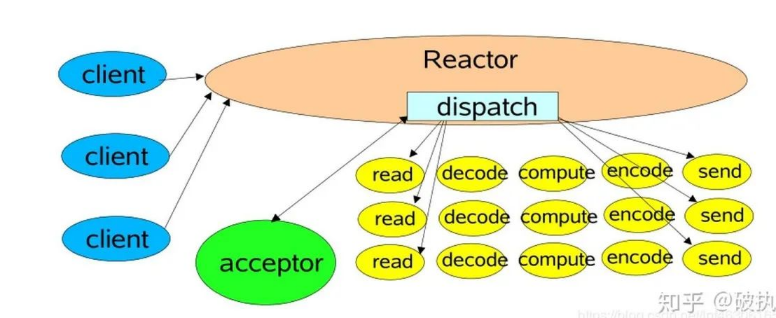 Reactor
client
dispatch
client
client
acceptor
read decode compute encode send
read decode compute encode send
read decode compute encode send
知乎 @破执